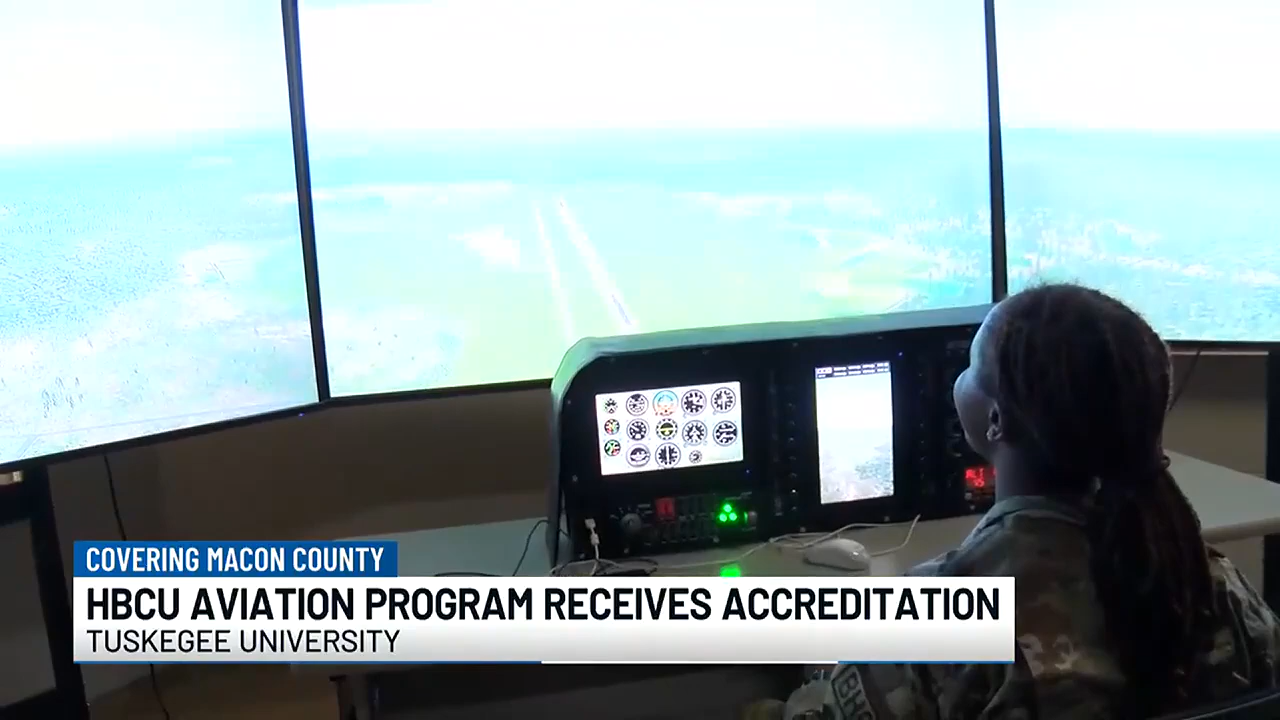 COVERING MACON COUNTY
HBCU AVIATION PROGRAM RECEIVES ACCREDITATION
TUSKEGEE UNIVERSITY